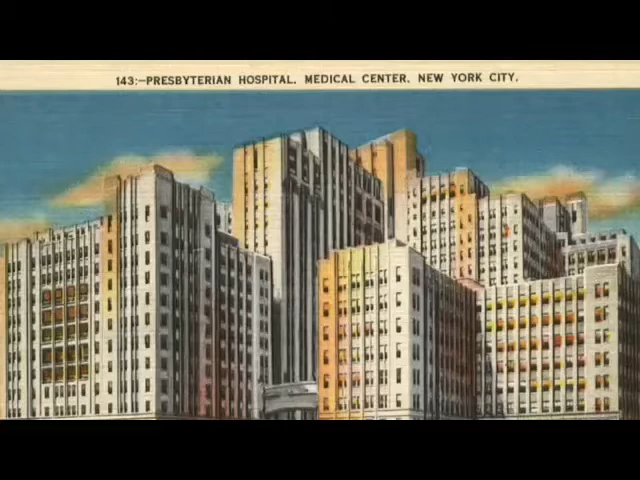 143:—PRESBYTERIAN HOSPITAL, MEDICAL CENTER, NEW YORK CITY.